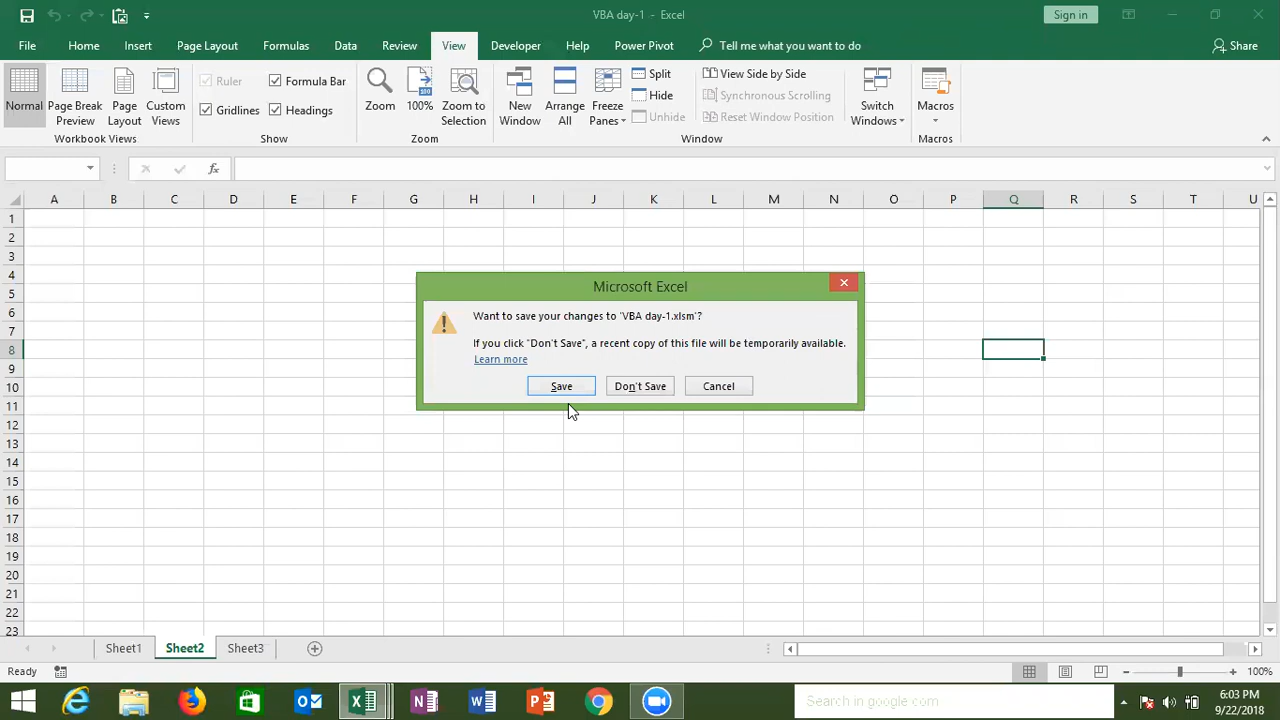 VBA day-1 - Excel
Sign in
File Home Insert Page Layout Formulas Data Review View Developer Help Power Pivot Tell me what you want to do Share
Normal
Page Break Preview
Page Layout
Custom Views
Workbook Views
Ruler
Formula Bar
Gridlines
Headings
Show
Zoom
100%
Zoom to Selection
Zoom
New Window
Arrange All
Freeze Panes
Split
Hide
Unhide
View Side by Side
Synchronous Scrolling
Reset Window Position
Window
Switch Windows
Macros
Macros
fx
A B C D E F G H I J K L M N O P Q R S T U
1
2
3
4
5
6
7
8
9
10
11
12
13
14
15
16
17
18
19
20
21
22
23
Microsoft Excel
Want to save your changes to 'VBA day-1.xlsm'?
If you click "Don't Save", a recent copy of this file will be temporarily available.
Learn more
Save Don't Save Cancel
Sheet1 Sheet2 Sheet3
Ready
100%
Search in google.com
6:03 PM
9/22/2018